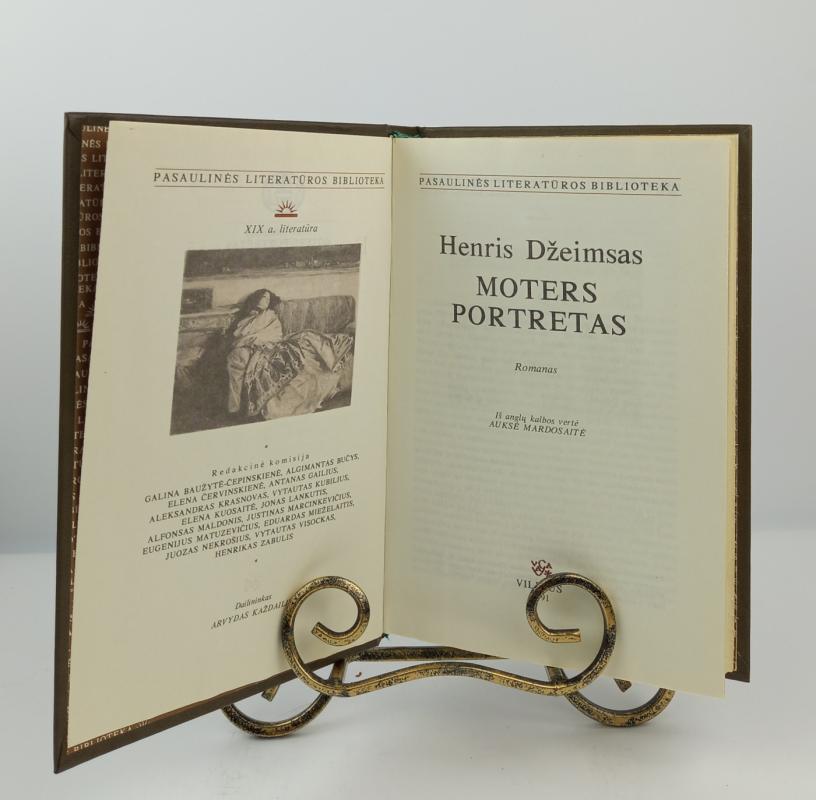 PASAULINĖS LITERATŪROS BIBLIOTEKA
XIX a. literatūra
Redakcinė komisija
GALINA BAUŽYTĖ-ČEPINSKIENĖ, ALGIMANTAS BUČYS,
ELENA ČERVINSKIENĖ, ANTANAS GAILIUS,
ALEKSANDRAS KRASNOVAS, VYTAUTAS KUBILIUS,
ELENA KUOSAITĖ, JONAS LANKUTIS,
ALFONSAS MALDONIS, JUSTINAS MARCINKEVIČIUS,
EUGENIJUS MATUZEVIČIUS, EDUARDAS MIEŽELAITIS,
JUOZAS NEKROŠIUS, VYTAUTAS VISOCKAS,
HENRIKAS ZABULIS
Dailininkas
ARVYDAS
PASAULINĖS LITERATŪROS BIBLIOTEKA
Henris Džeimsas
MOTERS
PORTRETAS
Romanas
Iš anglų kalbos vertė
AUKSĖ MARDOSAITĖ